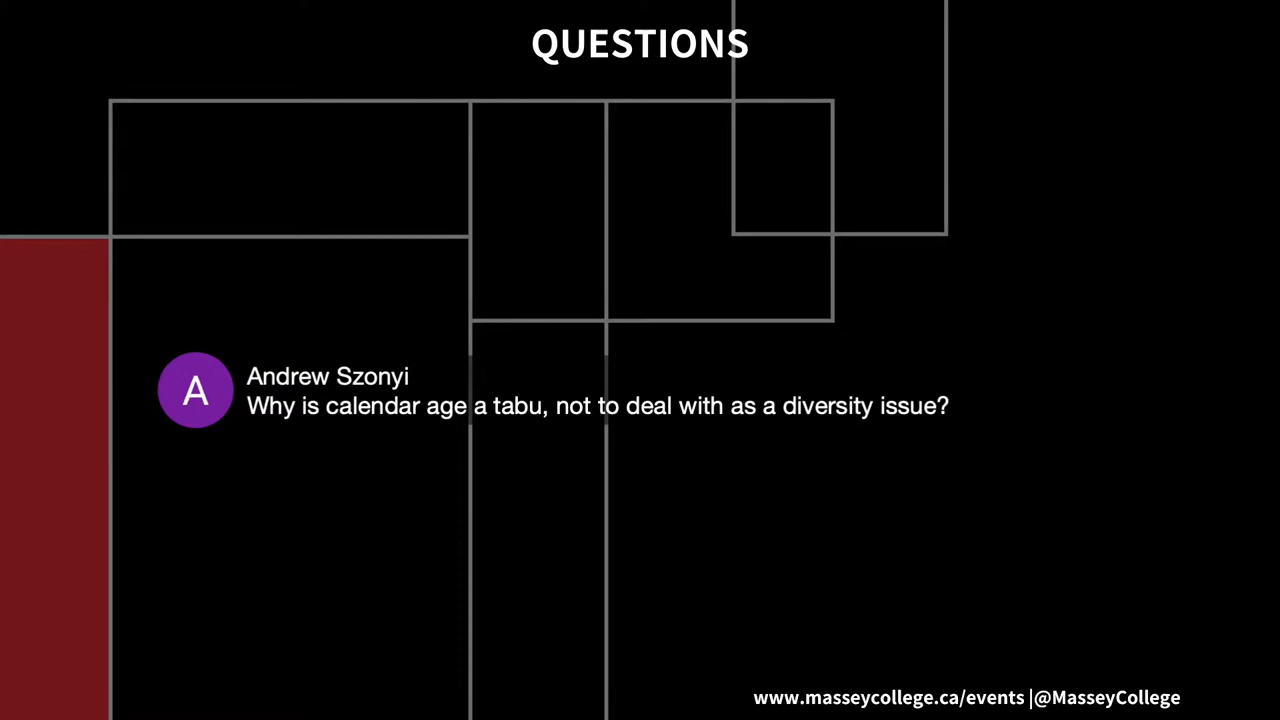 QUESTIONS
A
Andrew Szonyi
Why is calendar age a tabu, not to deal with as a diversity issue?
www.masseycollege.ca/events |@MasseyCollege